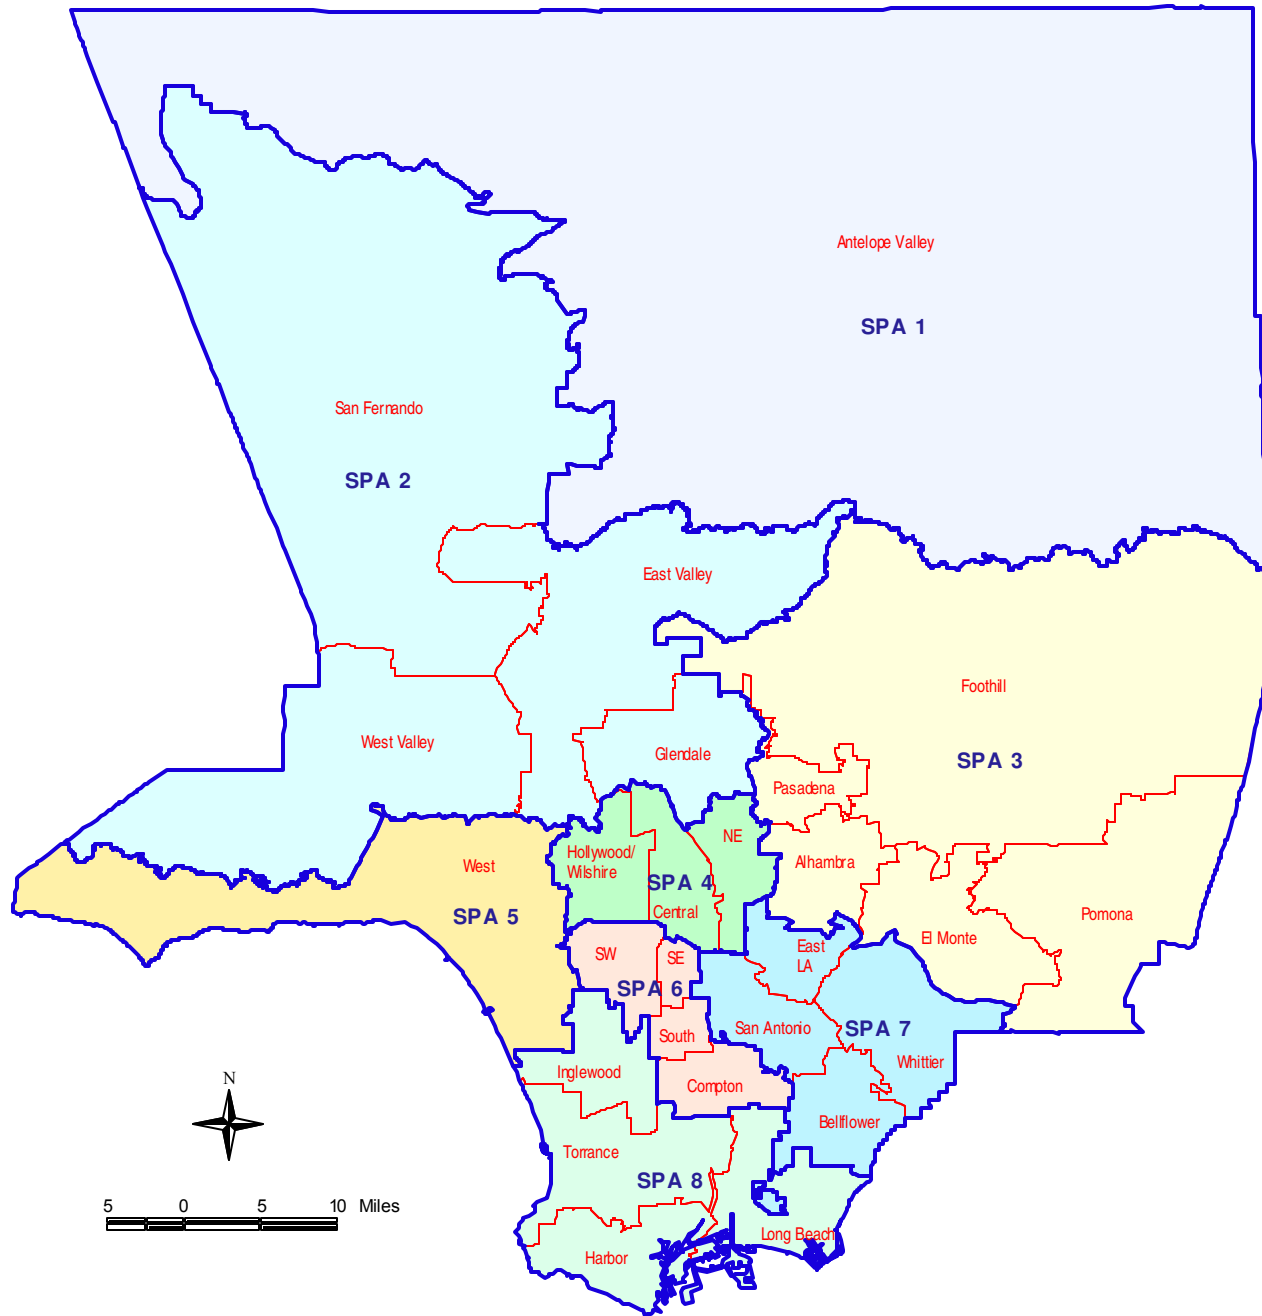 Antelope Valley
SPA 1
San Fernando
SPA 2
East Valley
Foothill
West Valley
Glendale
SPA 3
Pasadena
NE
Hollywood/
Wilshire
West
Alhambra
SPA 4
Central
SPA 5
Pomona
El Monte
East
LA
SW
SE
SPA 6
San Antonio
SPA 7
South
Whittier
Inglewood
Compton
N
Bellflower
Torrance
SPA 8
5 0 5 10 Miles
Long Beach
Harbor